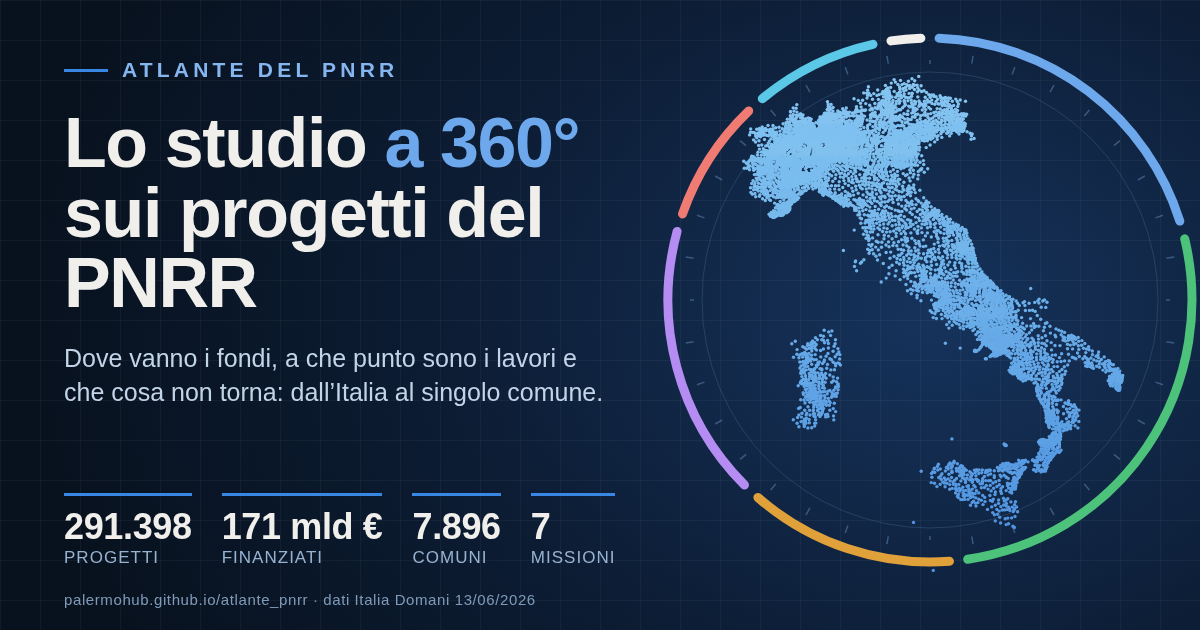 ATLANTE DEL PNRR
Lo studio a 360°
sui progetti del
PNRR
Dove vanno i fondi, a che punto sono i lavori e
che cosa non torna: dall’Italia al singolo comune.
291.398 171 mld € 7.896 7
PROGETTI FINANZIATI COMUNI MISSIONI
palermohub.github.io/atlante_pnrr · dati Italia Domani 13/06/2026